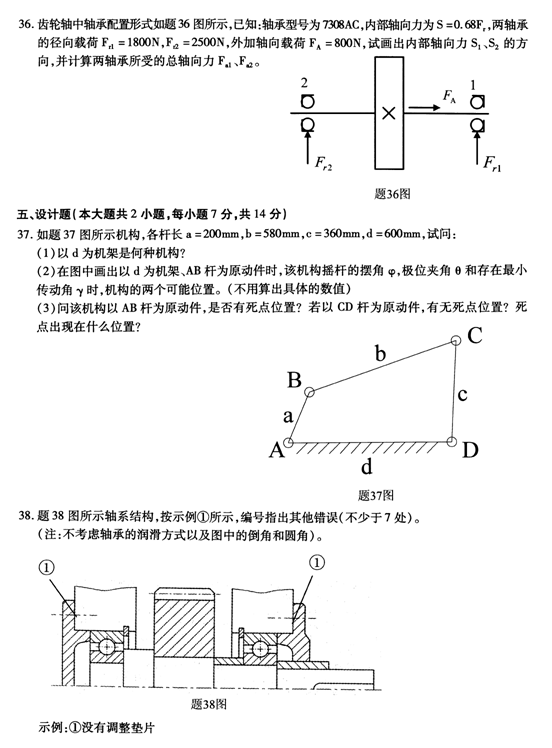 36. 齿轮轴中轴承配置形式如题36图所示,已知:轴承型号为7308AC,内部轴向力为S=0.68Fr,两轴承
的径向载荷Fr1=1800N,Fr2=2500N,外加轴向载荷FA=800N,试画出内部轴向力S1、S2的方
向,并计算两轴承所受的总轴向力Fa1、Fa2。
2
1
FA
Fr2
Fr1
题36图
五、设计题(本大题共2小题,每小题7分,共14分)
37. 如题37图所示机构,各杆长a=200mm,b=580mm,c=360mm,d=600mm,试问:
(1)以d为机架是何种机构?
(2)在图中画出以d为机架、AB杆为原动件时,该机构摇杆的摆角φ,极位夹角θ和存在最小
传动角γ时,机构的两个可能位置。(不用算出具体的数值)
(3)问该机构以AB杆为原动件,是否有死点位置?若以CD杆为原动件,有无死点位置?死
点出现在什么位置?
C
b
B
a
c
A
D
d
题37图
38. 题38图所示轴系结构,按示例①所示,编号指出其他错误(不少于7处)。
(注:不考虑轴承的润滑方式以及图中的倒角和圆角)。
①
①
题38图
示例:①没有调整垫片